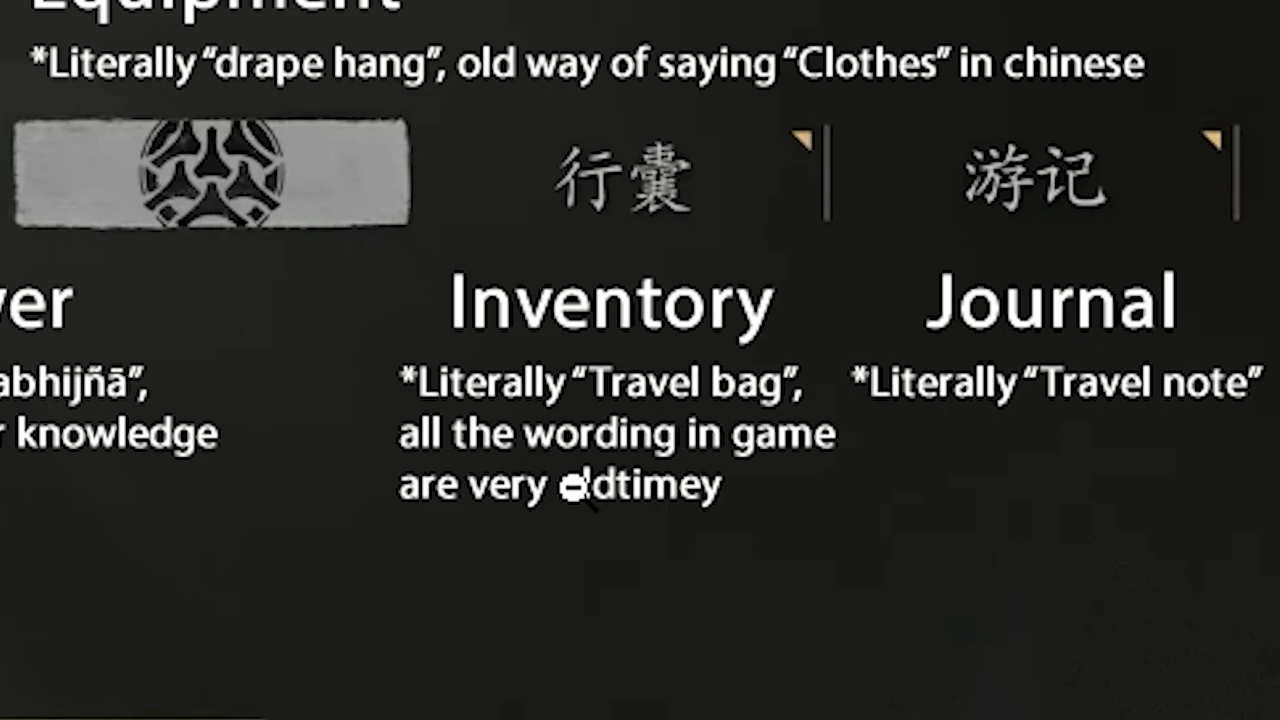 Equipment
*Literally “drape hang”, old way of saying “Clothes” in chinese
行囊 游记
Inventory Journal
abhijñā”, *Literally “Travel bag”, *Literally “Travel note”
knowledge all the wording in game
are very oldtimey